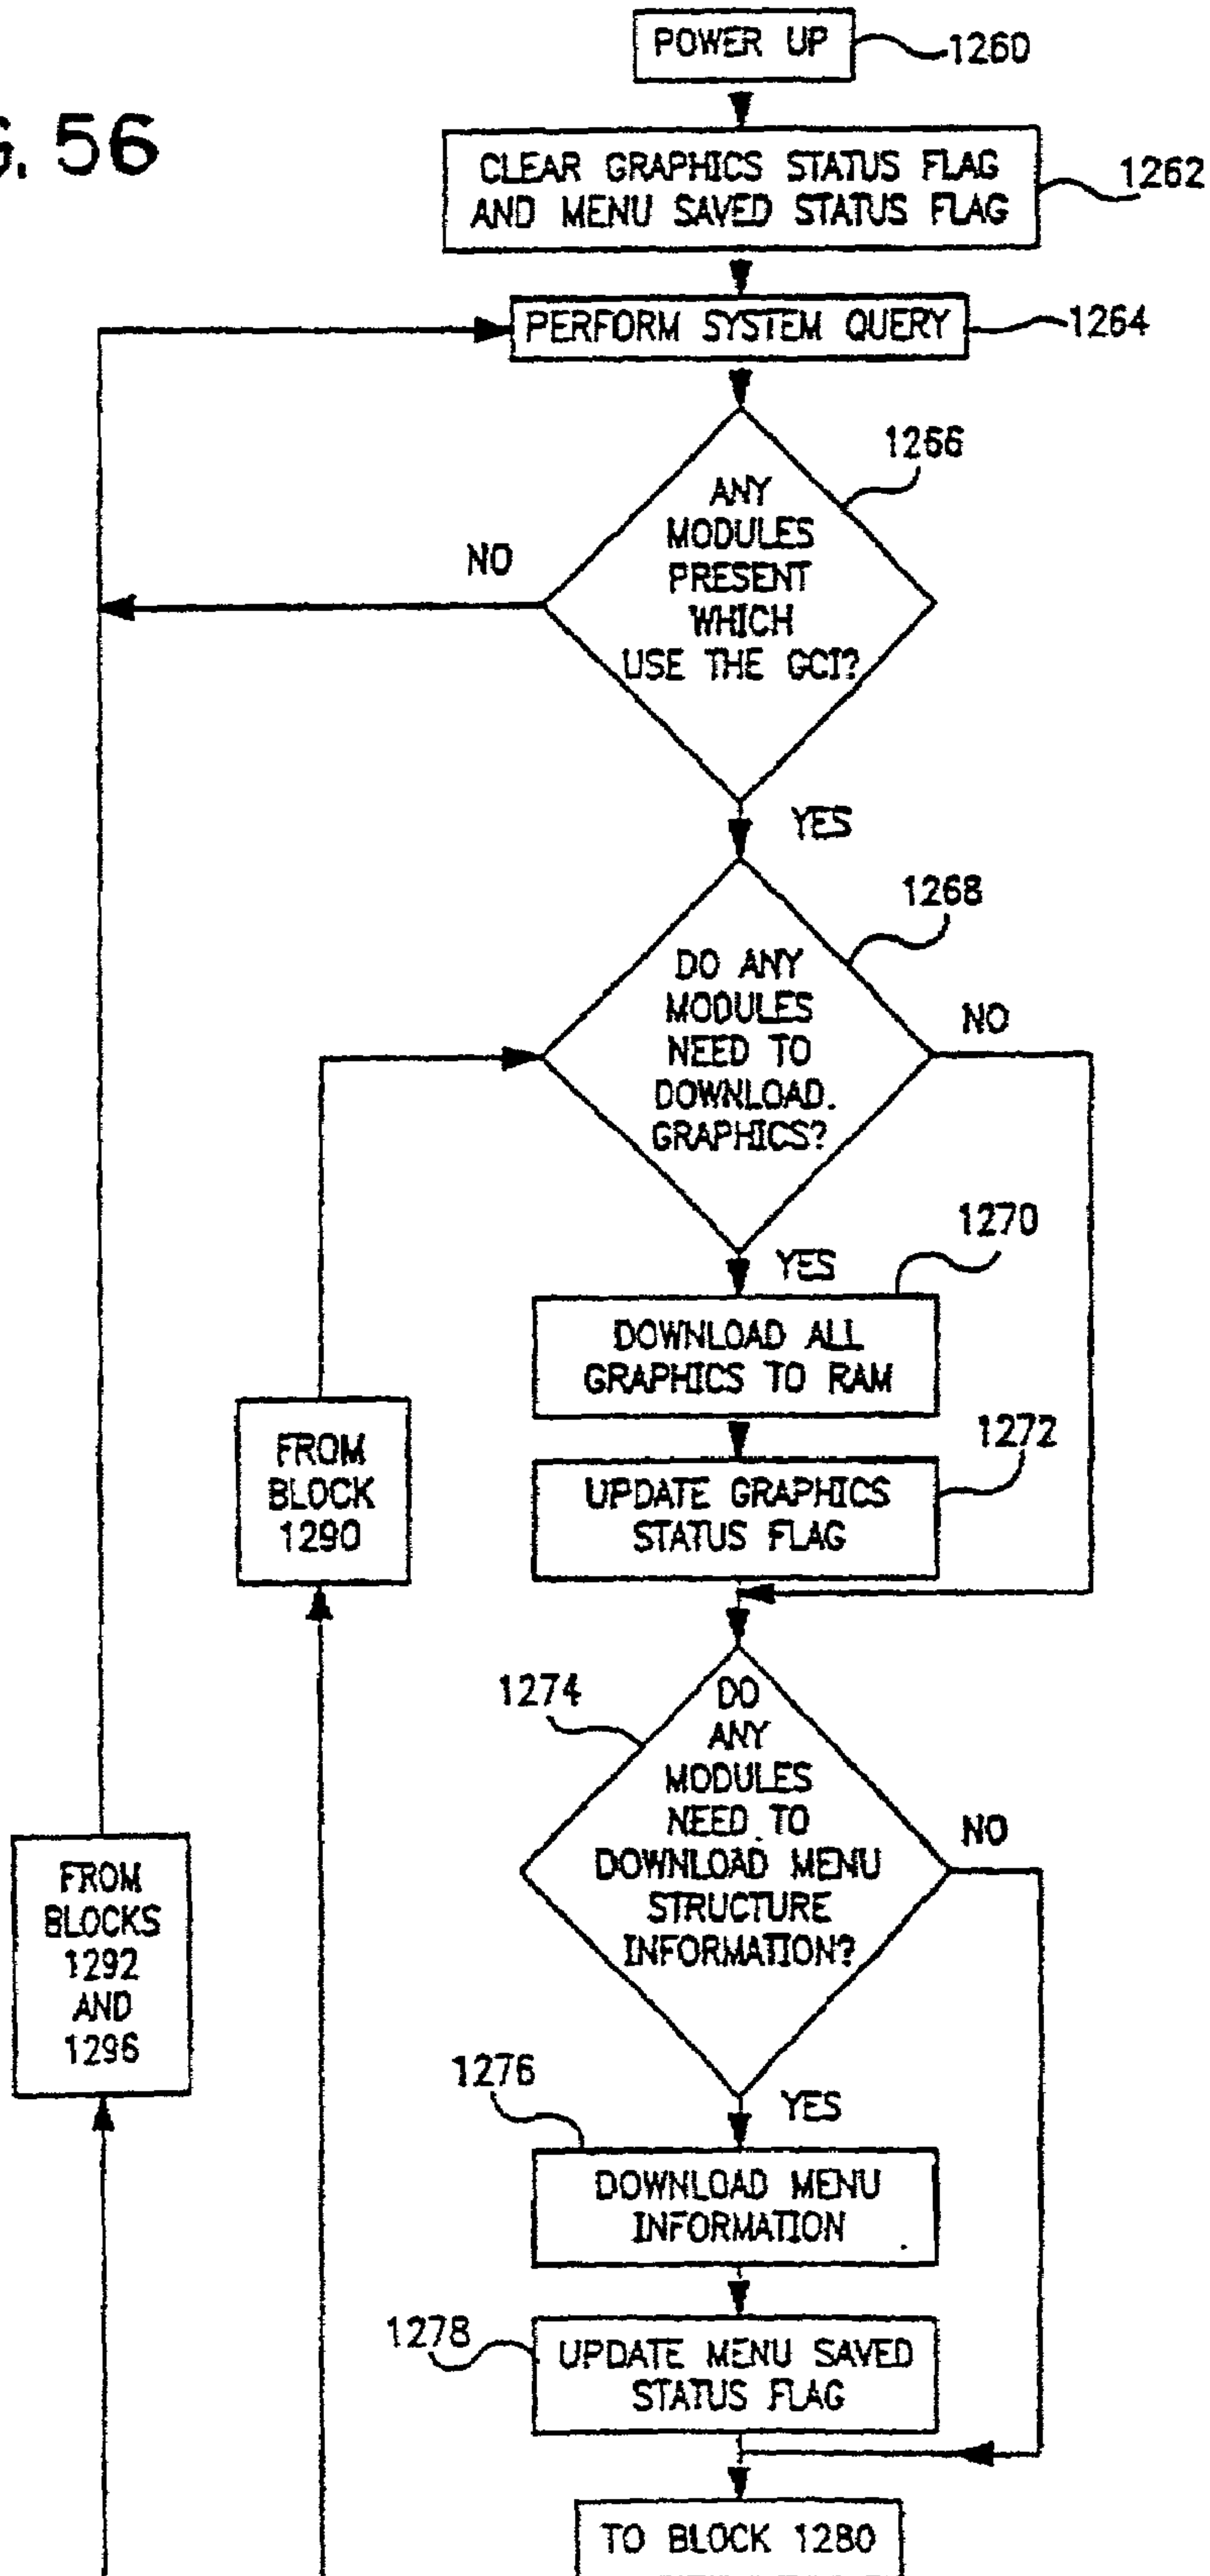 G. 56
POWER UP
1260
CLEAR GRAPHICS STATUS FLAG
AND MENU SAVED STATUS FLAG
1262
PERFORM SYSTEM QUERY
1264
1266
ANY
MODULES
PRESENT
WHICH
USE THE GCI?
NO
YES
1268
DO ANY
MODULES
NEED TO
DOWNLOAD.
GRAPHICS?
NO
YES
1270
DOWNLOAD ALL
GRAPHICS TO RAM
1272
UPDATE GRAPHICS
STATUS FLAG
FROM
BLOCK
1290
1274
DO
ANY
MODULES
NEED TO
DOWNLOAD MENU
STRUCTURE
INFORMATION?
NO
YES
FROM
BLOCKS
1292
AND
1296
1276
DOWNLOAD MENU
INFORMATION
1278
UPDATE MENU SAVED
STATUS FLAG
TO BLOCK 1280